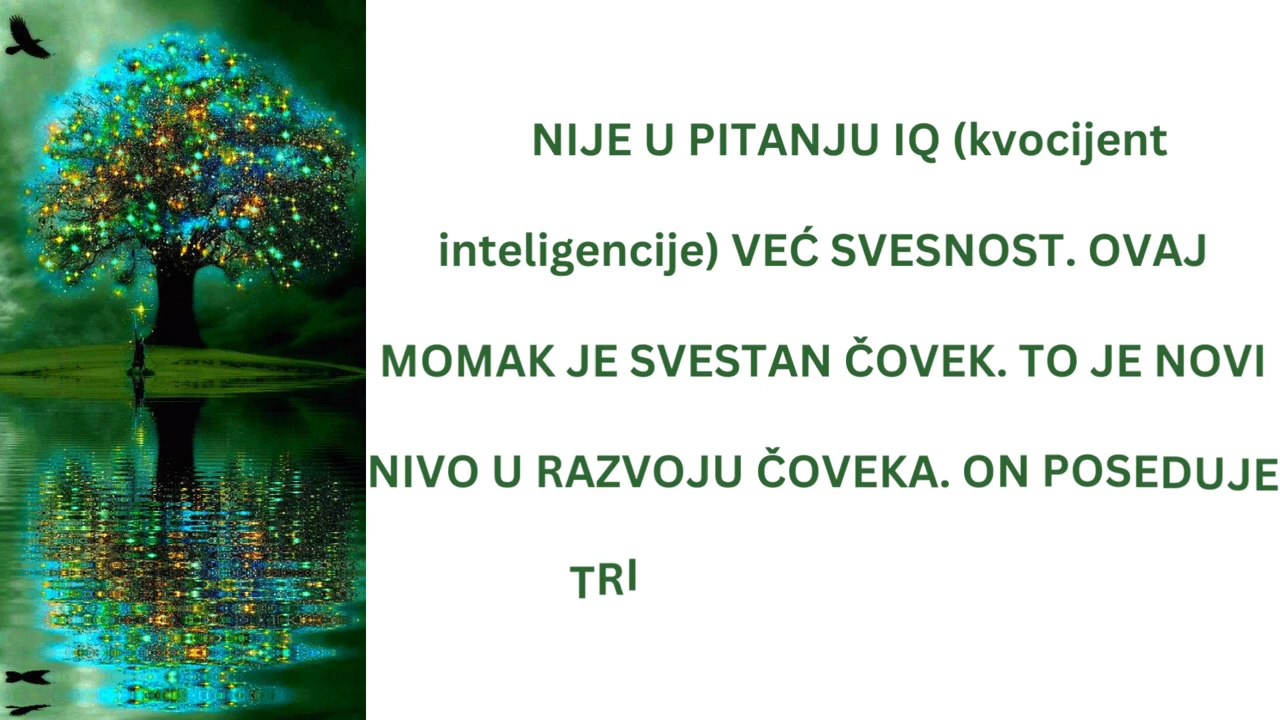 NIJE U PITANJU IQ (kvocijent
inteligencije) VEĆ SVESNOST. OVAJ
MOMAK JE SVESTAN ČOVEK. TO JE NOVI
NIVO U RAZVOJU ČOVEKA. ON POSEDUJE
TRI